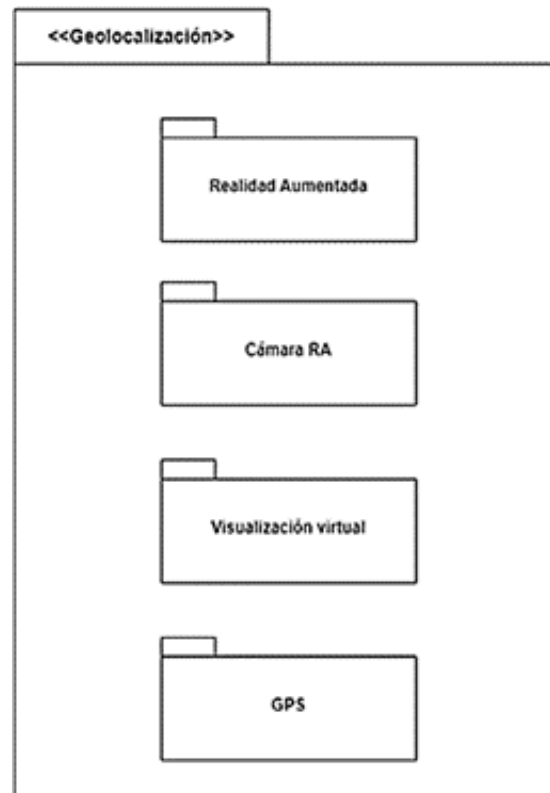 <<Geolocalización>>
Realidad Aumentada
Cámara RA
Visualización virtual
GPS